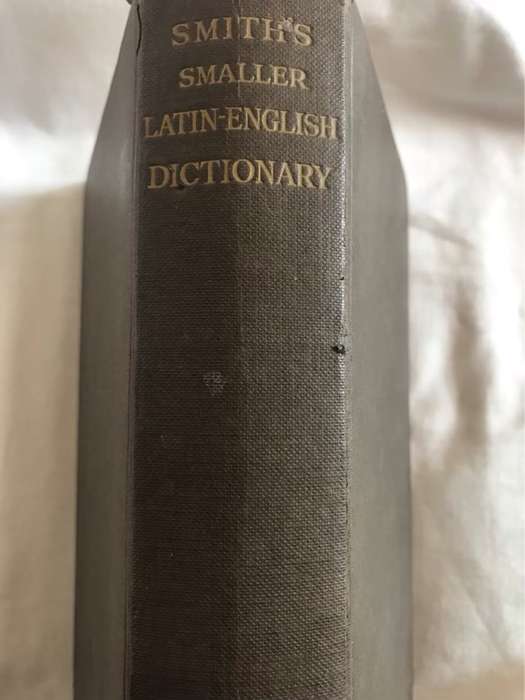 SMITH'S
SMALLER
LATIN-ENGLISH
DICTIONARY